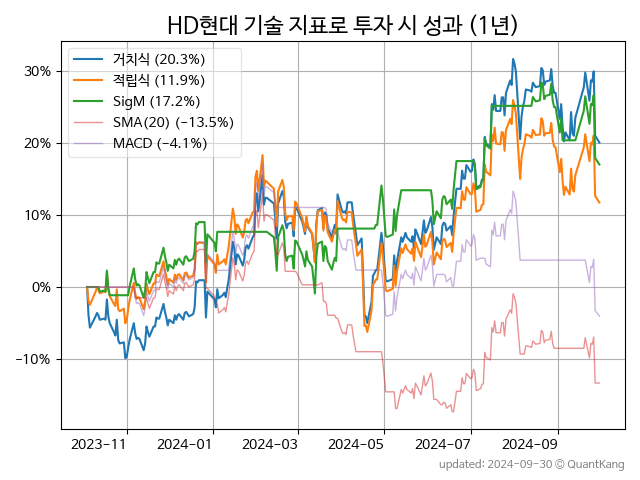 HD현대 기술 지표로 투자 시 성과 (1년)
거치식 (20.3%)
적립식 (11.9%)
SigM (17.2%)
SMA(20) (−13.5%)
MACD (−4.1%)
30%
20%
10%
0%
−10%
2023-11
2024-01
2024-03
2024-05
2024-07
2024-09
updated: 2024-09-30 © QuantKang